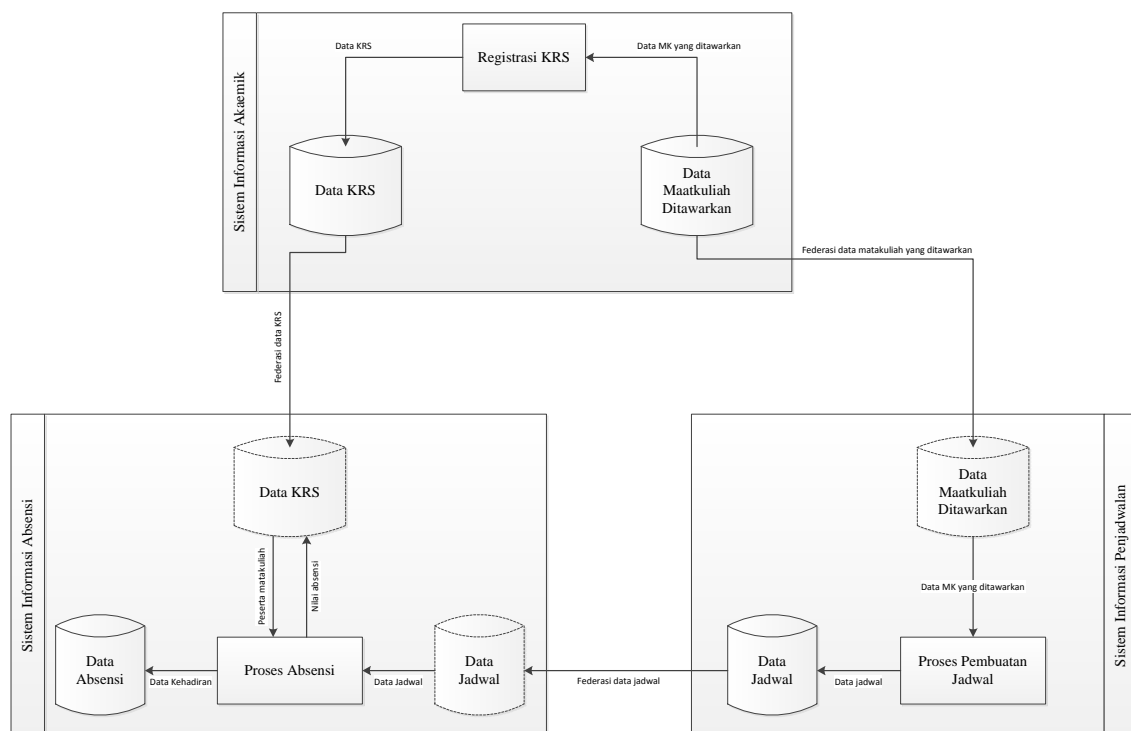 Sistem Informasi Akaemik
Data KRS
Registrasi KRS
Data MK yang ditawarkan
Data KRS
Data
Maatkuliah
Ditawarkan
Federasi data matakuliah yang ditawarkan
Federasi data KRS
Sistem Informasi Absensi
Data KRS
Peserta matakuliah
Nilai absensi
Data
Absensi
Data Kehadiran
Proses Absensi
Data Jadwal
Data
Jadwal
Federasi data jadwal
Sistem Informasi Penjadwalan
Data
Maatkuliah
Ditawarkan
Data MK yang ditawarkan
Data
Jadwal
Data jadwal
Proses Pembuatan
Jadwal